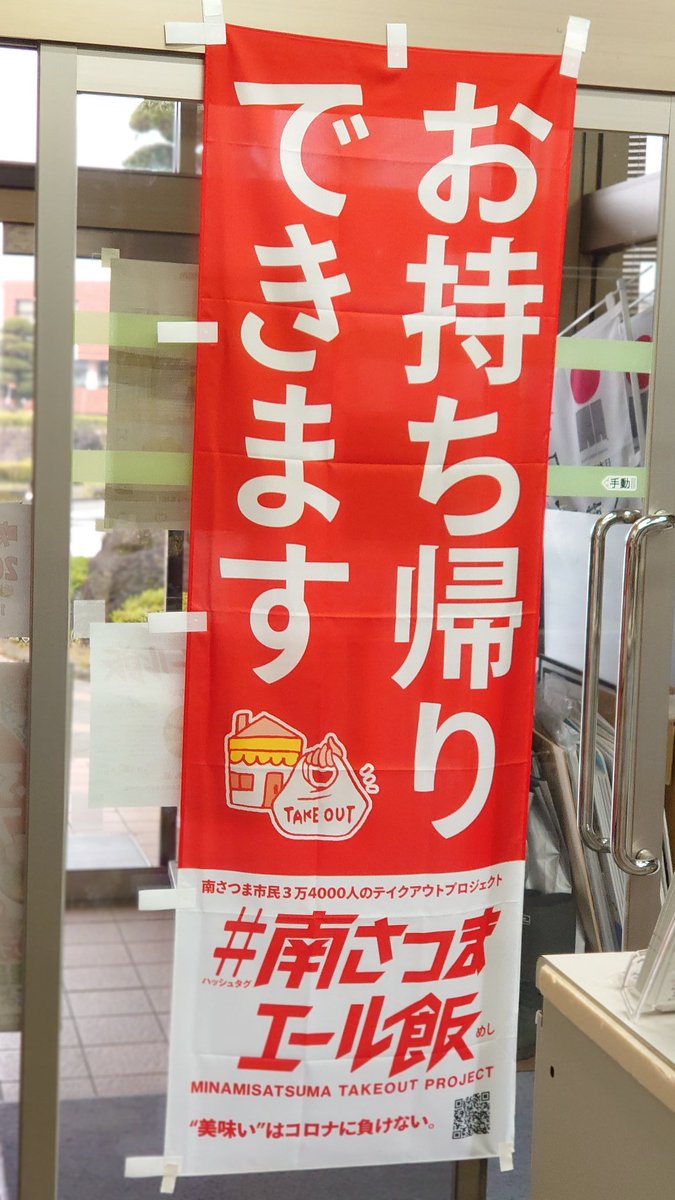 お持ち帰り
できます
TAKE OUT
南さつま市民3万4000人のテイクアウトプロジェクト
#南さつま
ハッシュタグ
エール飯
めし
MINAMISATSUMA TAKEOUT PROJECT
“美味い”はコロナに負けない。
手動